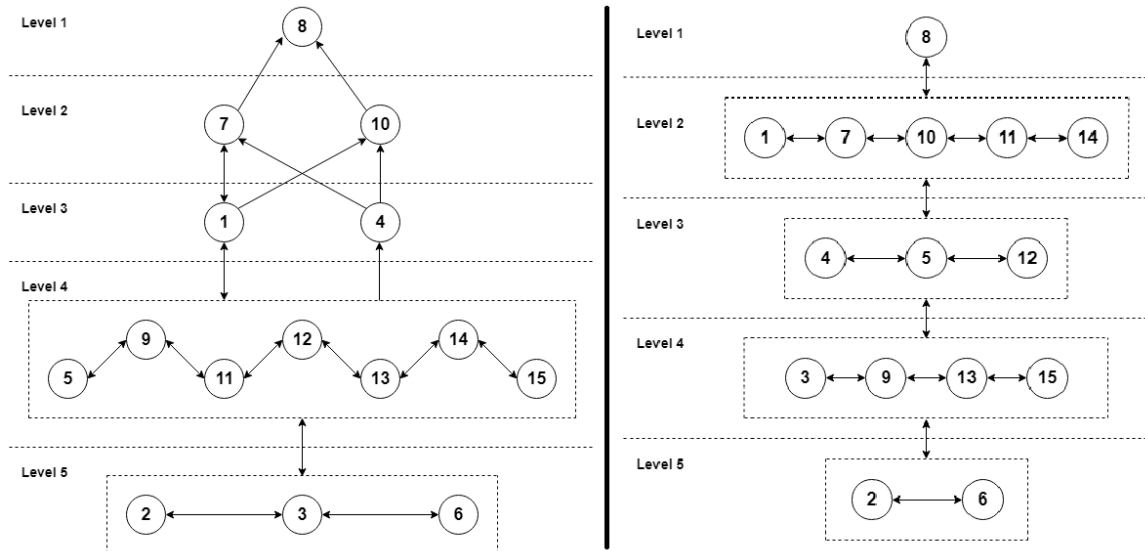 Level 1
8
Level 2
7 10
Level 3
1 4
Level 4
9 12 14
5 11 13 15
Level 5
2 3 6
Level 1
8
Level 2
1 7 10 11 14
Level 3
4 5 12
Level 4
3 9 13 15
Level 5
2 6